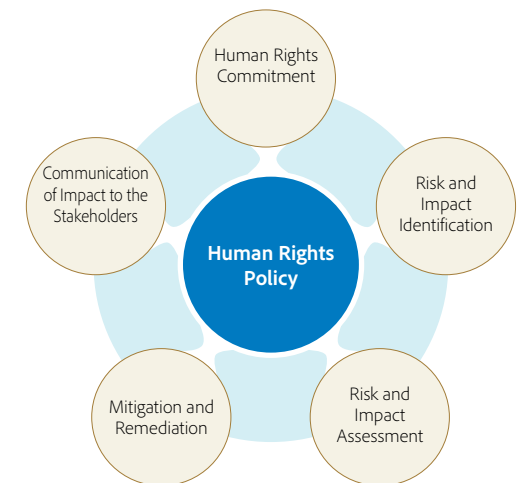 Human Rights
Commitment
Risk and
Impact
Identification
Risk and
Impact
Assessment
Mitigation and
Remediation
Communication
of Impact to the
Stakeholders
Human Rights
Policy